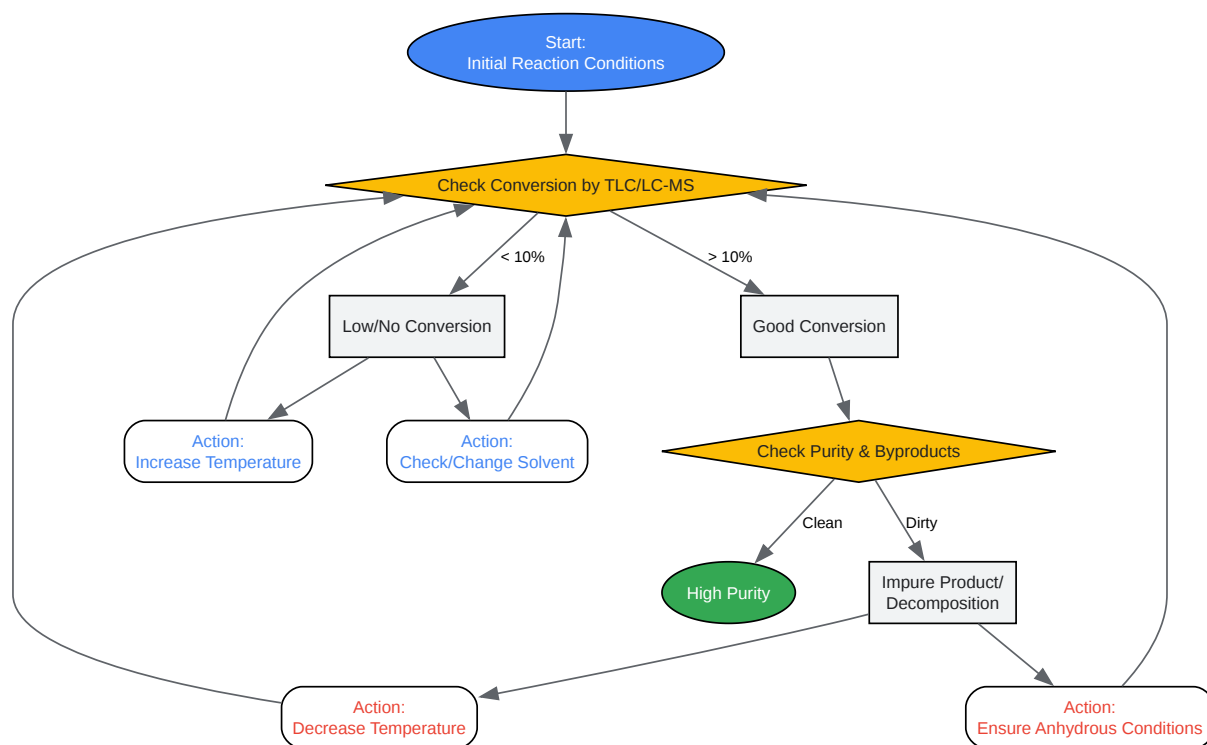 Start:
Initial Reaction Conditions
Check Conversion by TLC/LC-MS
< 10%
> 10%
Low/No Conversion
Good Conversion
Action:
Increase Temperature
Action:
Check/Change Solvent
Check Purity & Byproducts
Clean
Dirty
High Purity
Impure Product/
Decomposition
Action:
Decrease Temperature
Action:
Ensure Anhydrous Conditions